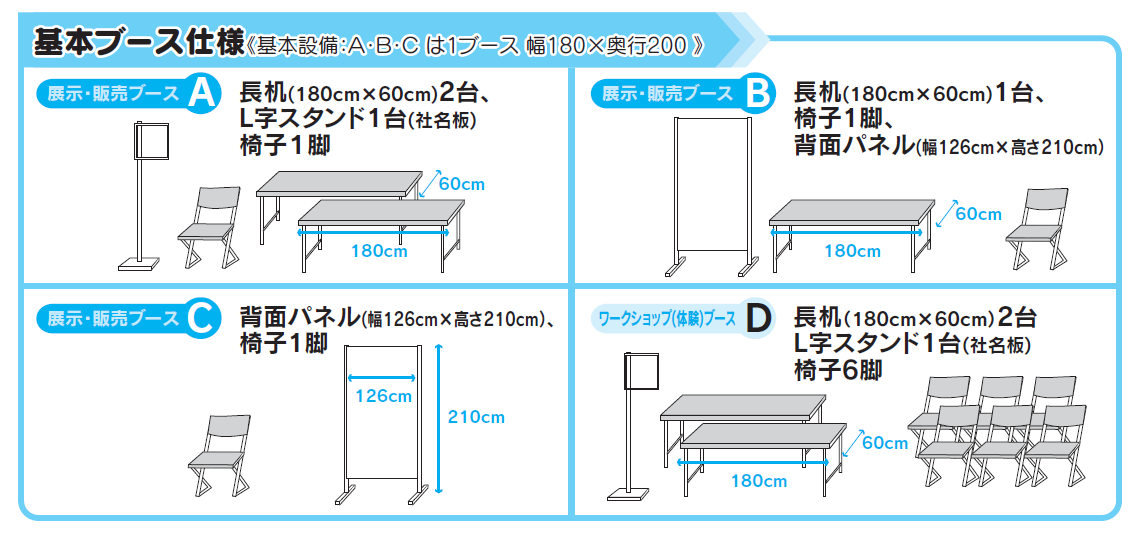 基本ブース仕様《基本設備:A・B・C は1ブース 幅180×奥行200 》
展示・販売ブース A
長机(180cm×60cm)2台、
L字スタンド1台(社名板)
椅子1脚
60cm
180cm
展示・販売ブース B
長机(180cm×60cm)1台、
椅子1脚、
背面パネル(幅126cm×高さ210cm)
60cm
180cm
展示・販売ブース C
背面パネル(幅126cm×高さ210cm)、
椅子1脚
126cm
210cm
ワークショップ(体験)ブース D
長机(180cm×60cm)2台
L字スタンド1台(社名板)
椅子6脚
60cm
180cm